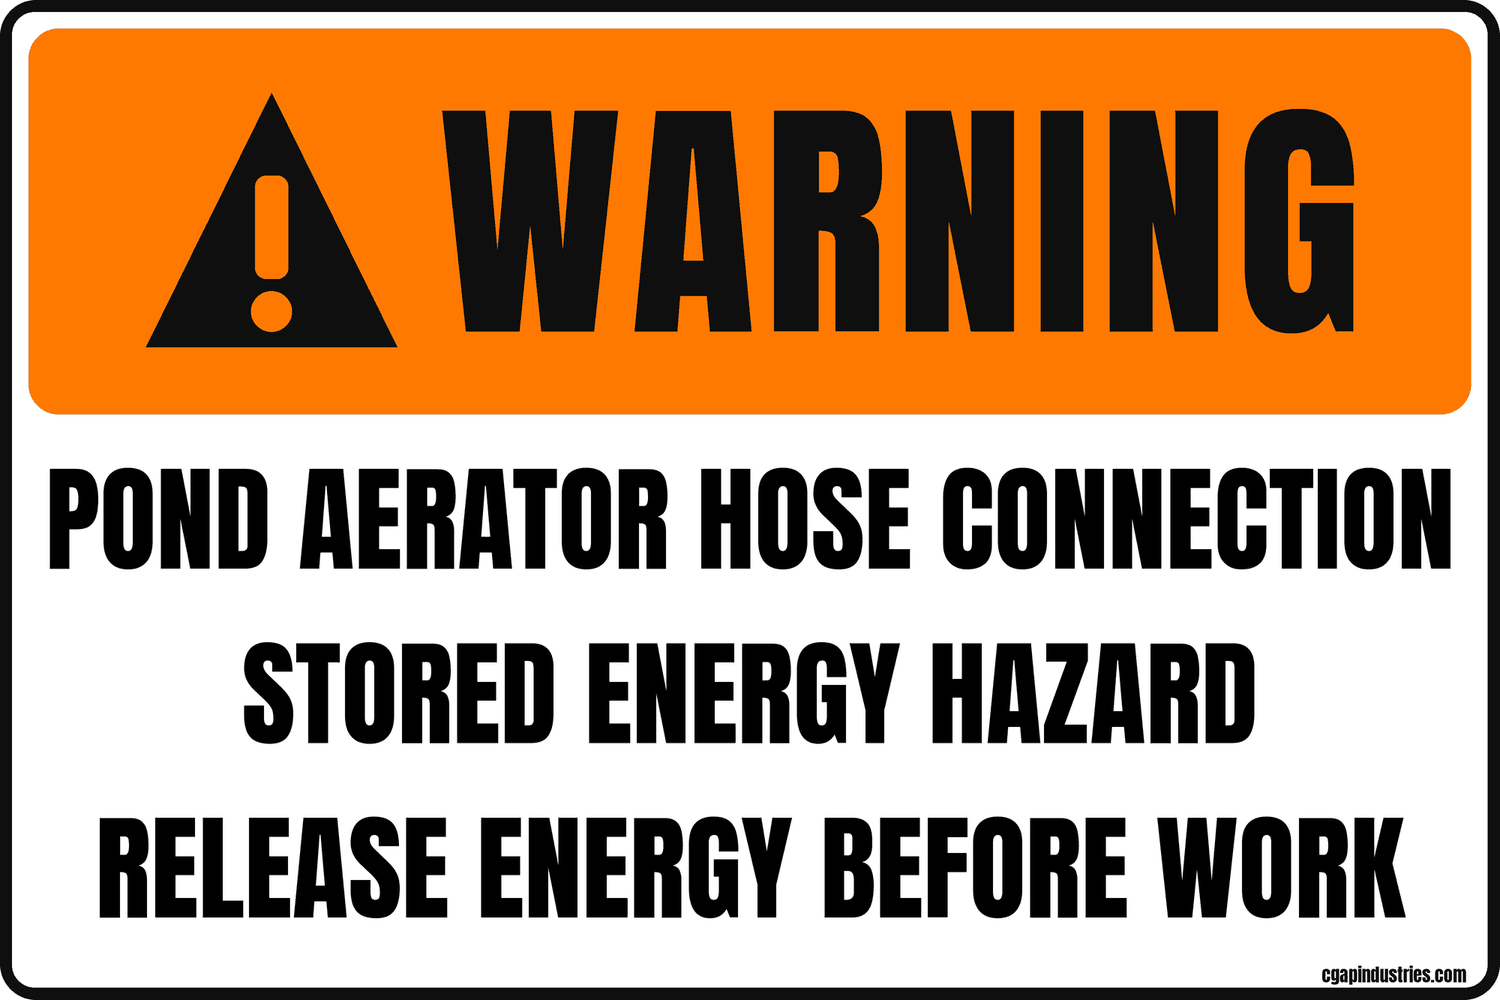 WARNING
POND AERATOR HOSE CONNECTION
STORED ENERGY HAZARD
RELEASE ENERGY BEFORE WORK
cgapindustries.com